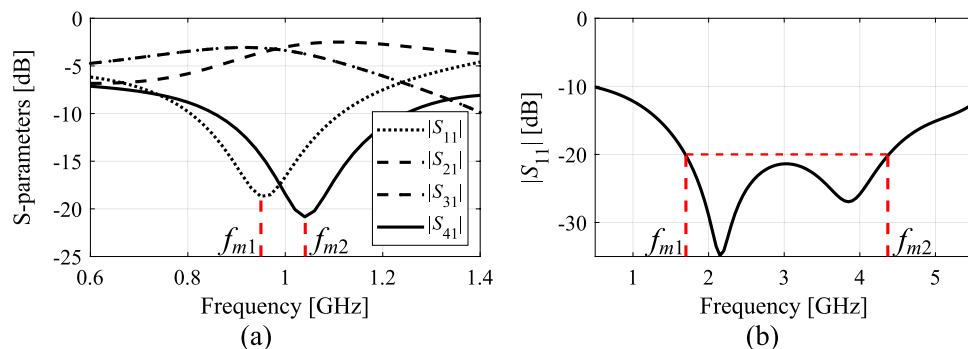 S-parameters [dB]
0
-5
-10
-15
-20
-25
|S11|
|S21|
|S31|
|S41|
fm1
fm2
0.6
0.8
1
1.2
1.4
Frequency [GHz]
(a)
|S11| [dB]
0
-10
-20
-30
fm1
fm2
1
2
3
4
5
Frequency [GHz]
(b)